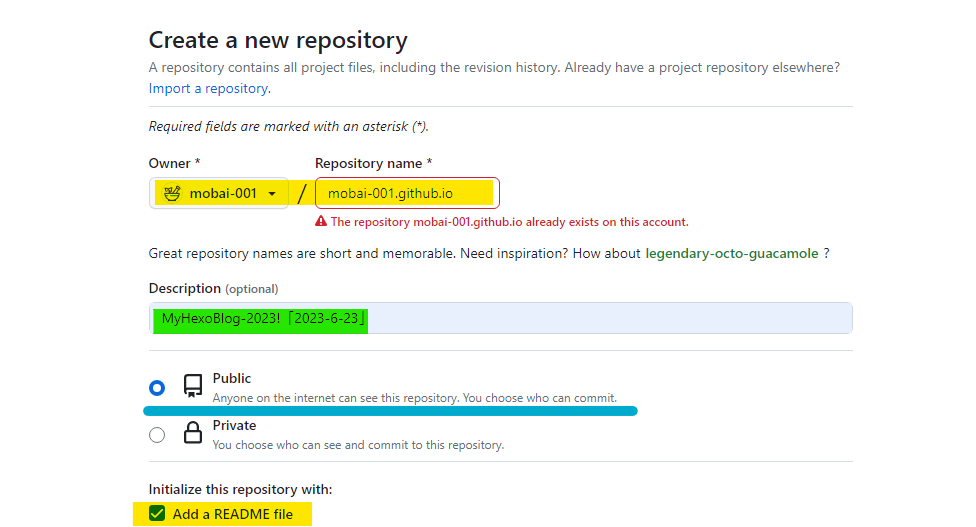 Create a new repository
A repository contains all project files, including the revision history. Already have a project repository elsewhere?
Import a repository.
Required fields are marked with an asterisk (*).
Owner * Repository name *
mobai-001 / mobai-001.github.io
The repository mobai-001.github.io already exists on this account.
Great repository names are short and memorable. Need inspiration? How about legendary-octo-guacamole ?
Description (optional)
MyHexoBlog-2023!「2023-6-23」
Public
Anyone on the internet can see this repository. You choose who can commit.
Private
You choose who can see and commit to this repository.
Initialize this repository with:
Add a README file